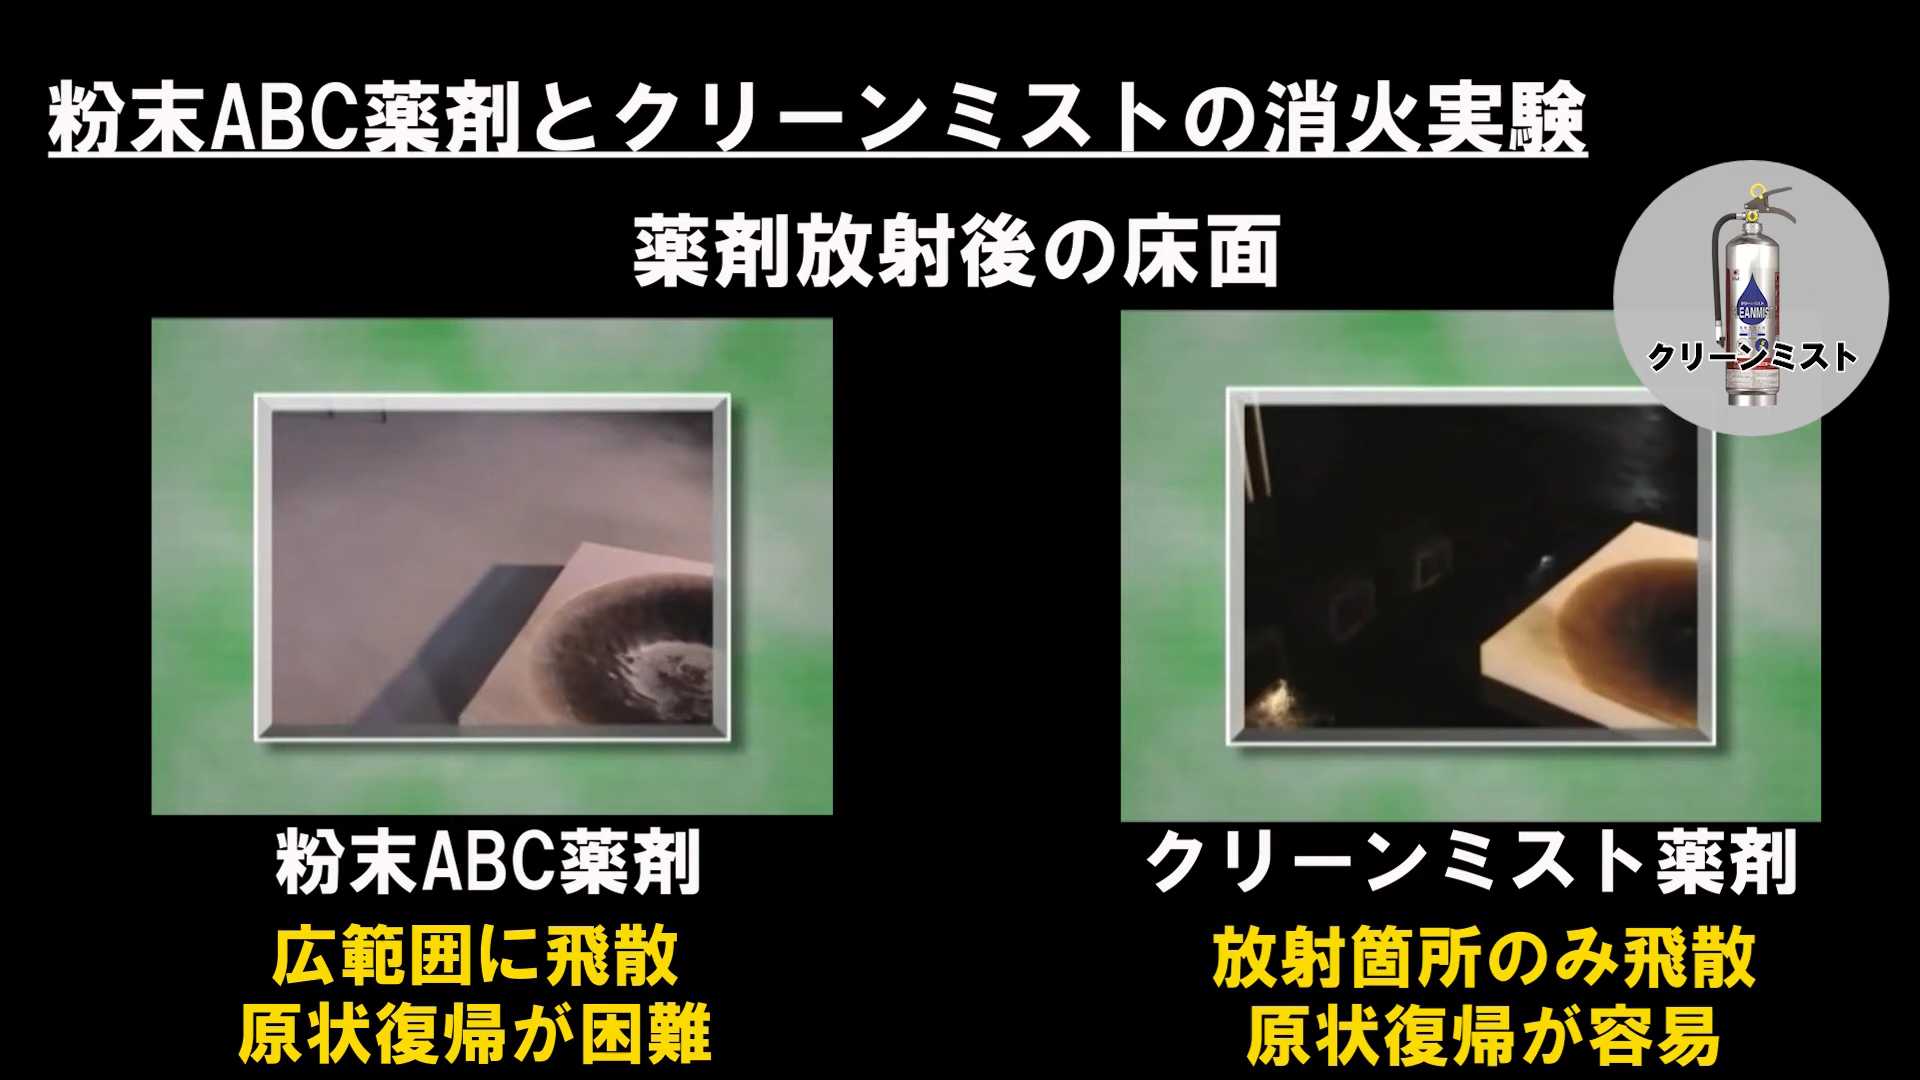 粉末ABC薬剤とクリーンミストの消火実験
薬剤放射後の床面
クリーンミスト
粉末ABC薬剤
クリーンミスト薬剤
広範囲に飛散
原状復帰が困難
放射箇所のみ飛散
原状復帰が容易